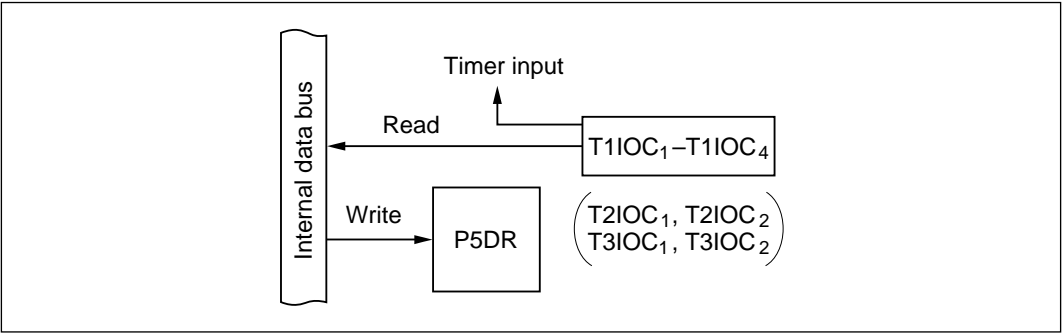 Timer input
Internal data bus
Read
T1IOC₁–T1IOC₄
Write
P5DR
(T2IOC₁, T2IOC₂
T3IOC₁, T3IOC₂)